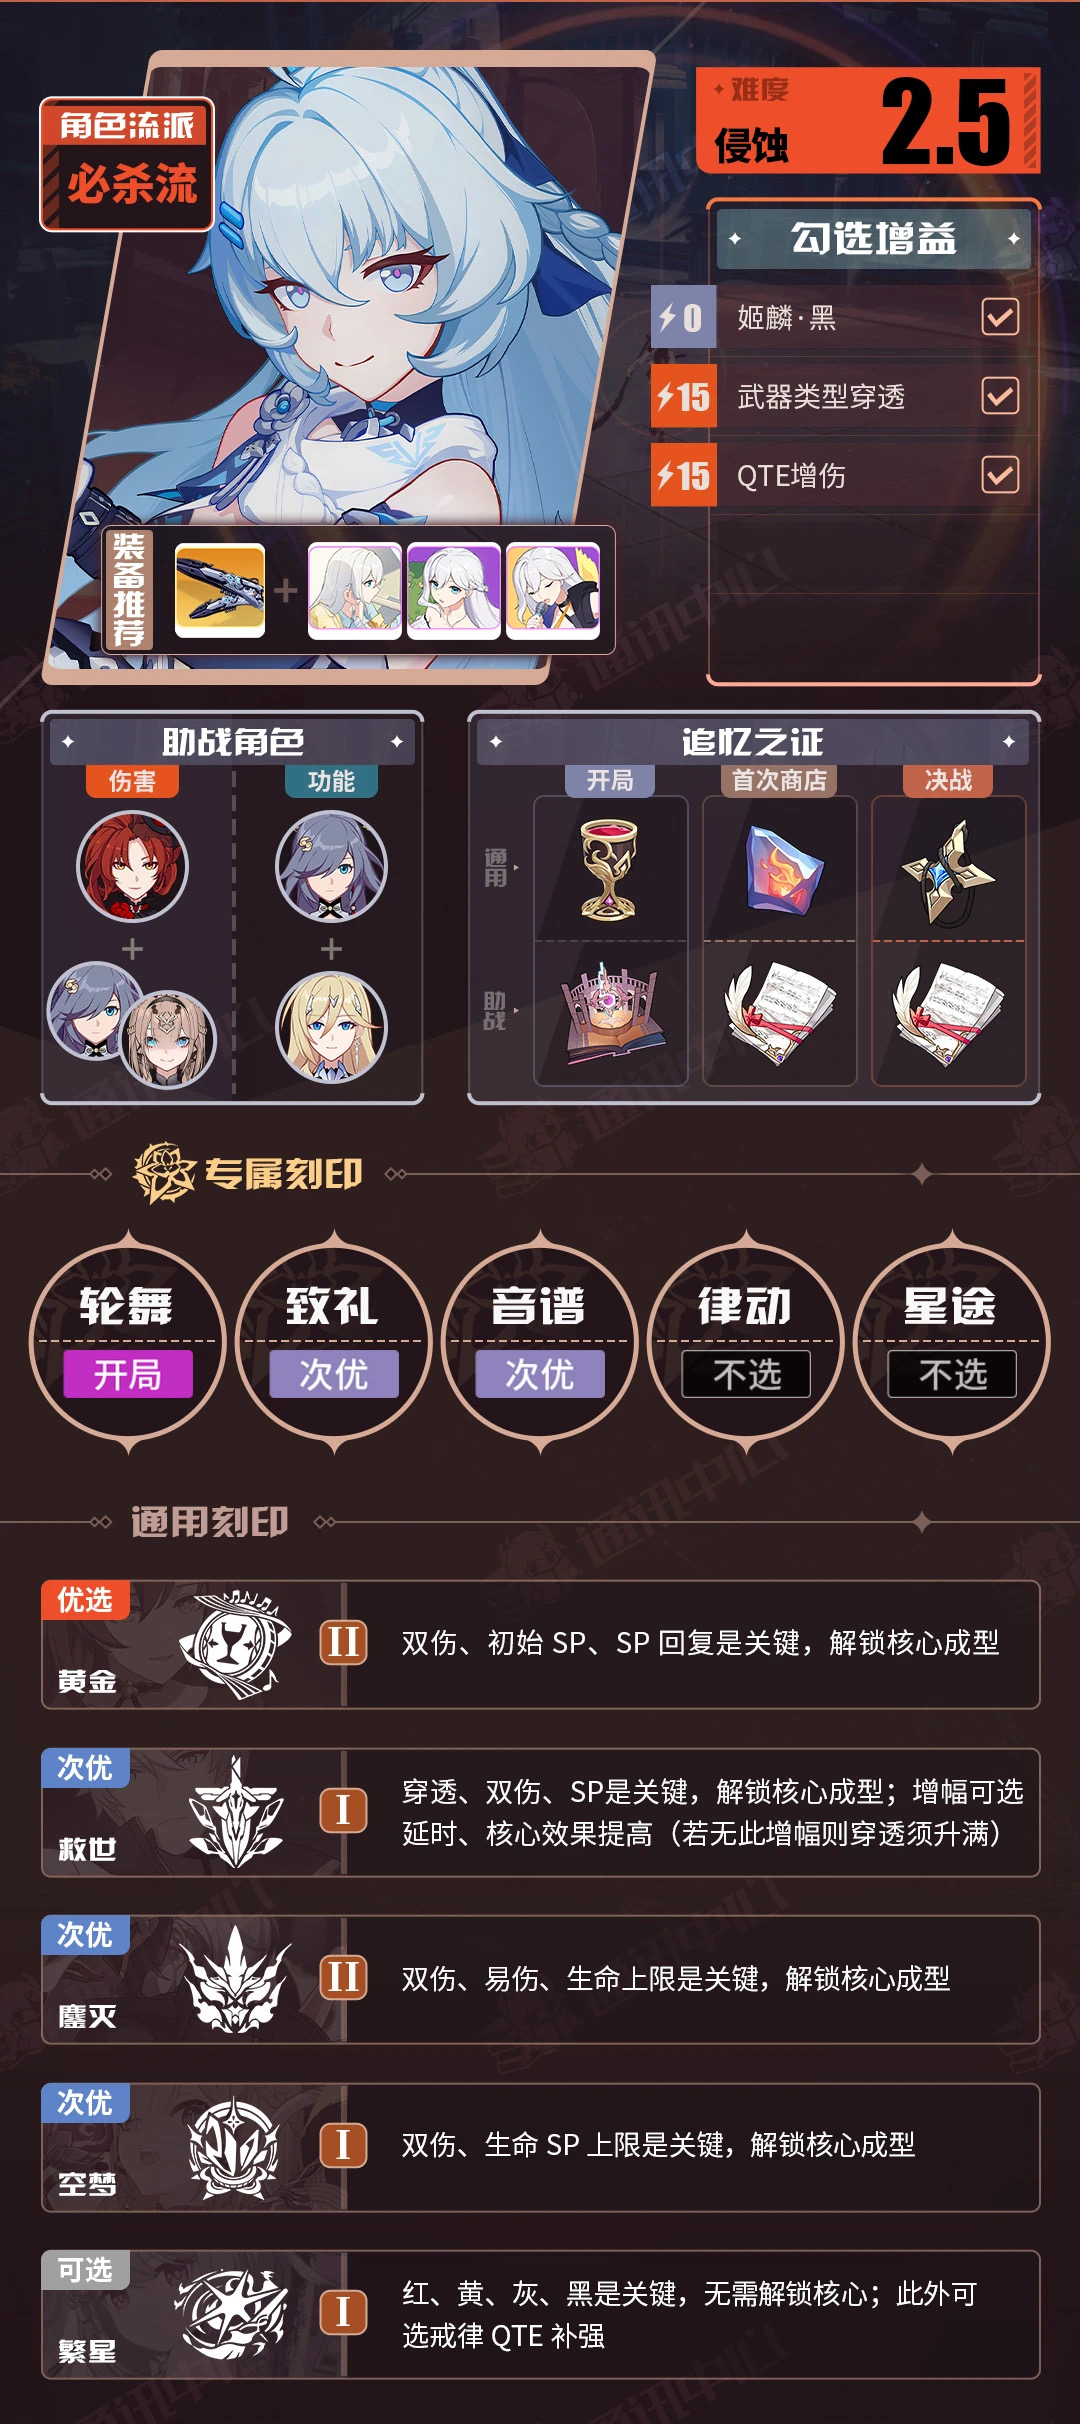 角色流派
必杀流
难度
侵蚀
2.5
勾选增益
0
姬麟·黑
15
武器类型穿透
15
QTE增伤
装备推荐
助战角色
伤害
功能
追忆之证
开局
首次商店
决战
通用
助战
专属刻印
轮舞
开局
致礼
次优
音谱
次优
律动
不选
星途
不选
通用刻印
优选
黄金
II
双伤、初始 SP、SP 回复是关键，解锁核心成型
次优
救世
I
穿透、双伤、SP是关键，解锁核心成型；增幅可选
延时、核心效果提高（若无此增幅则穿透须升满）
次优
鏖灭
II
双伤、易伤、生命上限是关键，解锁核心成型
次优
空梦
I
双伤、生命 SP 上限是关键，解锁核心成型
可选
繁星
I
红、黄、灰、黑是关键，无需解锁核心；此外可
选戒律 QTE 补强
通讯中心